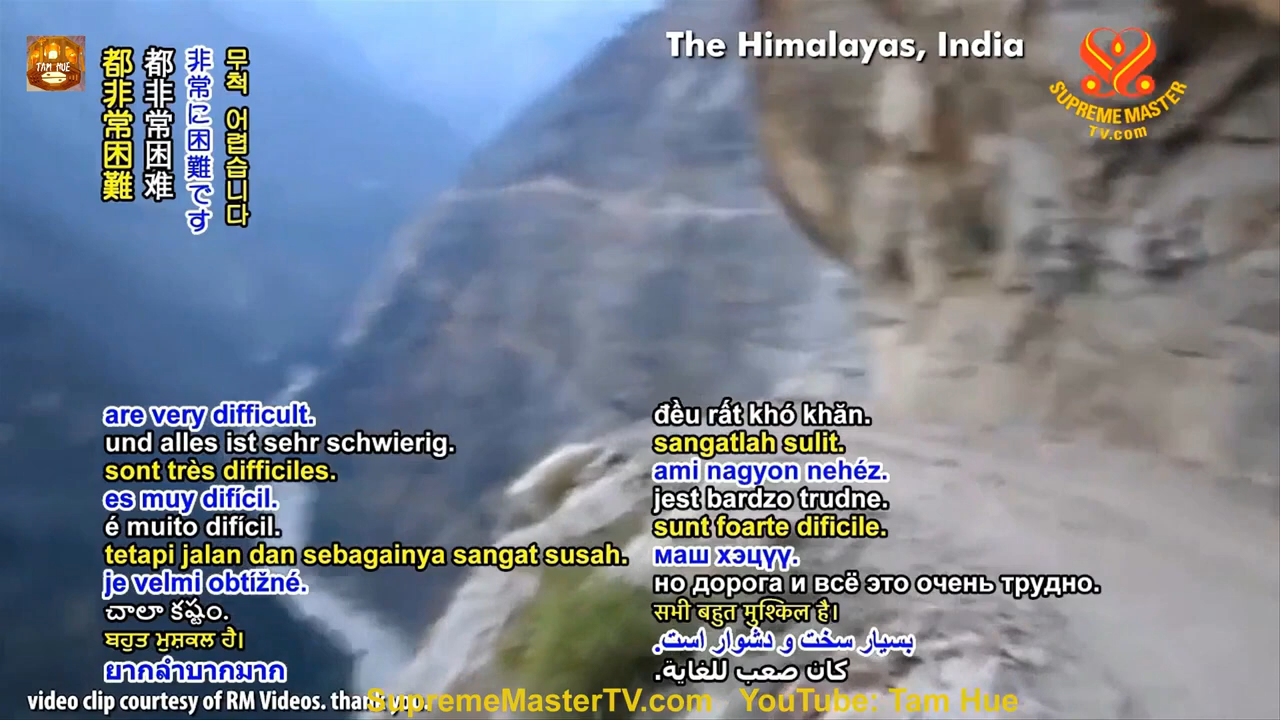 TAM HUE
都非常困難
都非常困难
非常に困難です
무척 어렵습니다
The Himalayas, India
SUPREME MASTER
TV.com
are very difficult.
und alles ist sehr schwierig.
sont très difficiles.
es muy difícil.
é muito difícil.
tetapi jalan dan sebagainya sangat susah.
je velmi obtížné.
చాలా కష్టం.
ਬਹੁਤ ਮੁਸ਼ਕਲ ਹੈ।
ยากลำบากมาก
đều rất khó khăn.
sangatlah sulit.
ami nagyon nehéz.
jest bardzo trudne.
sunt foarte dificile.
маш хэцүү.
но дорога и всё это очень трудно.
सभी बहुत मुश्किल है।
بسیار سخت و دشوار است.
كان صعب للغاية.
video clip courtesy of RM Videos. thank you.
SupremeMasterTV.com YouTube: Tam Hue